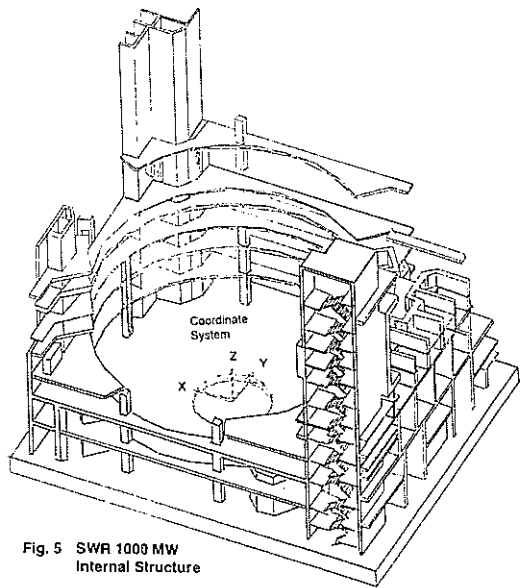 Coordinate
System
Z
Y
X
Fig. 5 SWR 1000 MW
Internal Structure